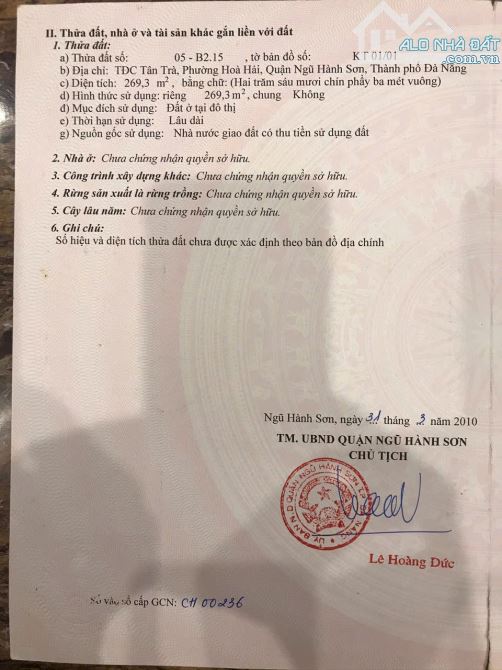 ALO NHÀ ĐẤT
II. Thửa đất, nhà ở và tài sản khác gắn liền với đất
1. Thửa đất:
a) Thửa đất số: 05 - B2.15 , tờ bản đồ số: KT 01/01
b) Địa chỉ: TĐC Tân Trà, Phường Hoà Hải, Quận Ngũ Hành Sơn, Thành phố Đà Nẵng
c) Diện tích: 269,3 m², bằng chữ: (Hai trăm sáu mươi chín phẩy ba mét vuông)
d) Hình thức sử dụng: riêng 269,3 m², chung Không
đ) Mục đích sử dụng: Đất ở tại đô thị
e) Thời hạn sử dụng: Lâu dài
g) Nguồn gốc sử dụng: Nhà nước giao đất có thu tiền sử dụng đất
2. Nhà ở: Chưa chứng nhận quyền sở hữu.
3. Công trình xây dựng khác: Chưa chứng nhận quyền sở hữu.
4. Rừng sản xuất là rừng trồng: Chưa chứng nhận quyền sở hữu.
5. Cây lâu năm: Chưa chứng nhận quyền sở hữu.
6. Ghi chú:
Số hiệu và diện tích thửa đất chưa được xác định theo bản đồ địa chính
Ngũ Hành Sơn, ngày 31 tháng 3 năm 2010
TM. UBND QUẬN NGŨ HÀNH SƠN
CHỦ TỊCH
Lê Hoàng Đức
Số vào sổ cấp GCN: CH 00236